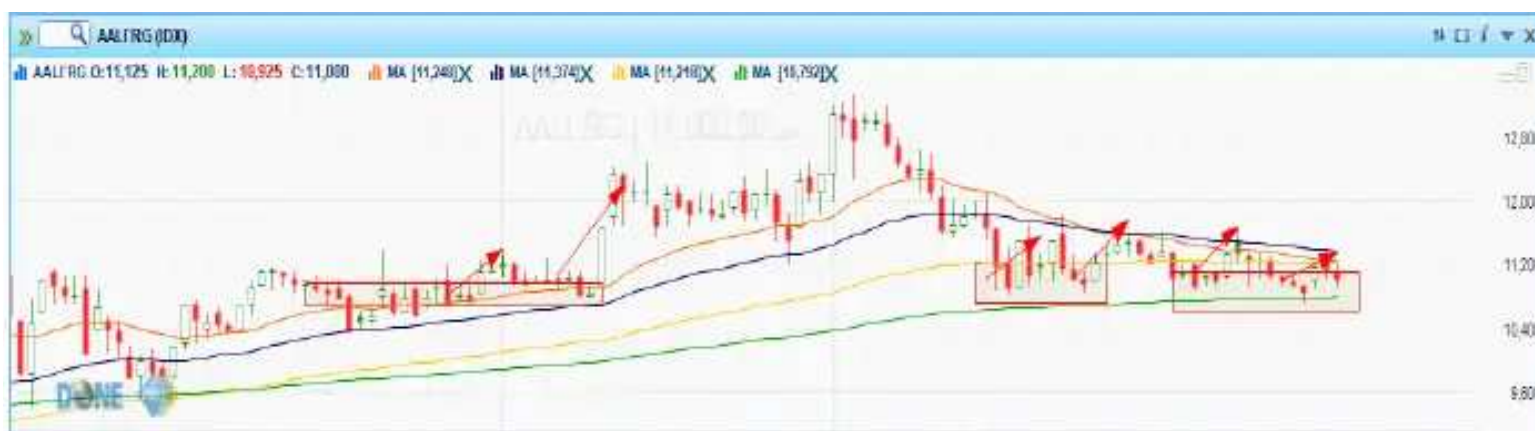 AALI'RG (IDX)
AALI'RG O:11,125 H:11,200 L:10,925 C:11,000 MA [11,248]X MA [11,374]X MA [11,218]X MA [10,792]X
12,800
12,000
11,200
10,400
9,600
DONE